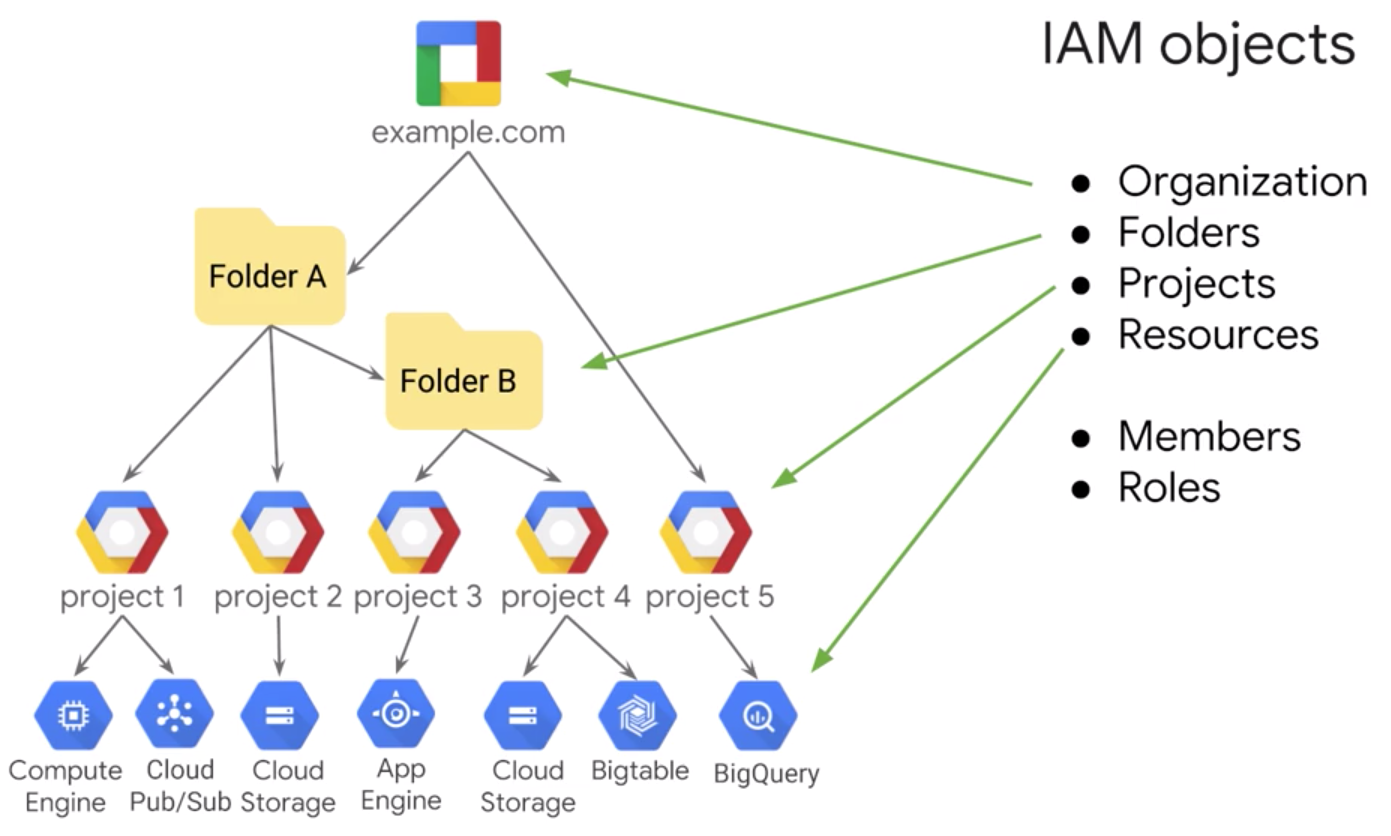 IAM objects
example.com
• Organization
• Folders
• Projects
• Resources
• Members
• Roles
Folder A
Folder B
project 1
project 2
project 3
project 4
project 5
Compute
Engine
Cloud
Pub/Sub
Cloud
Storage
App
Engine
Cloud
Storage
Bigtable
BigQuery